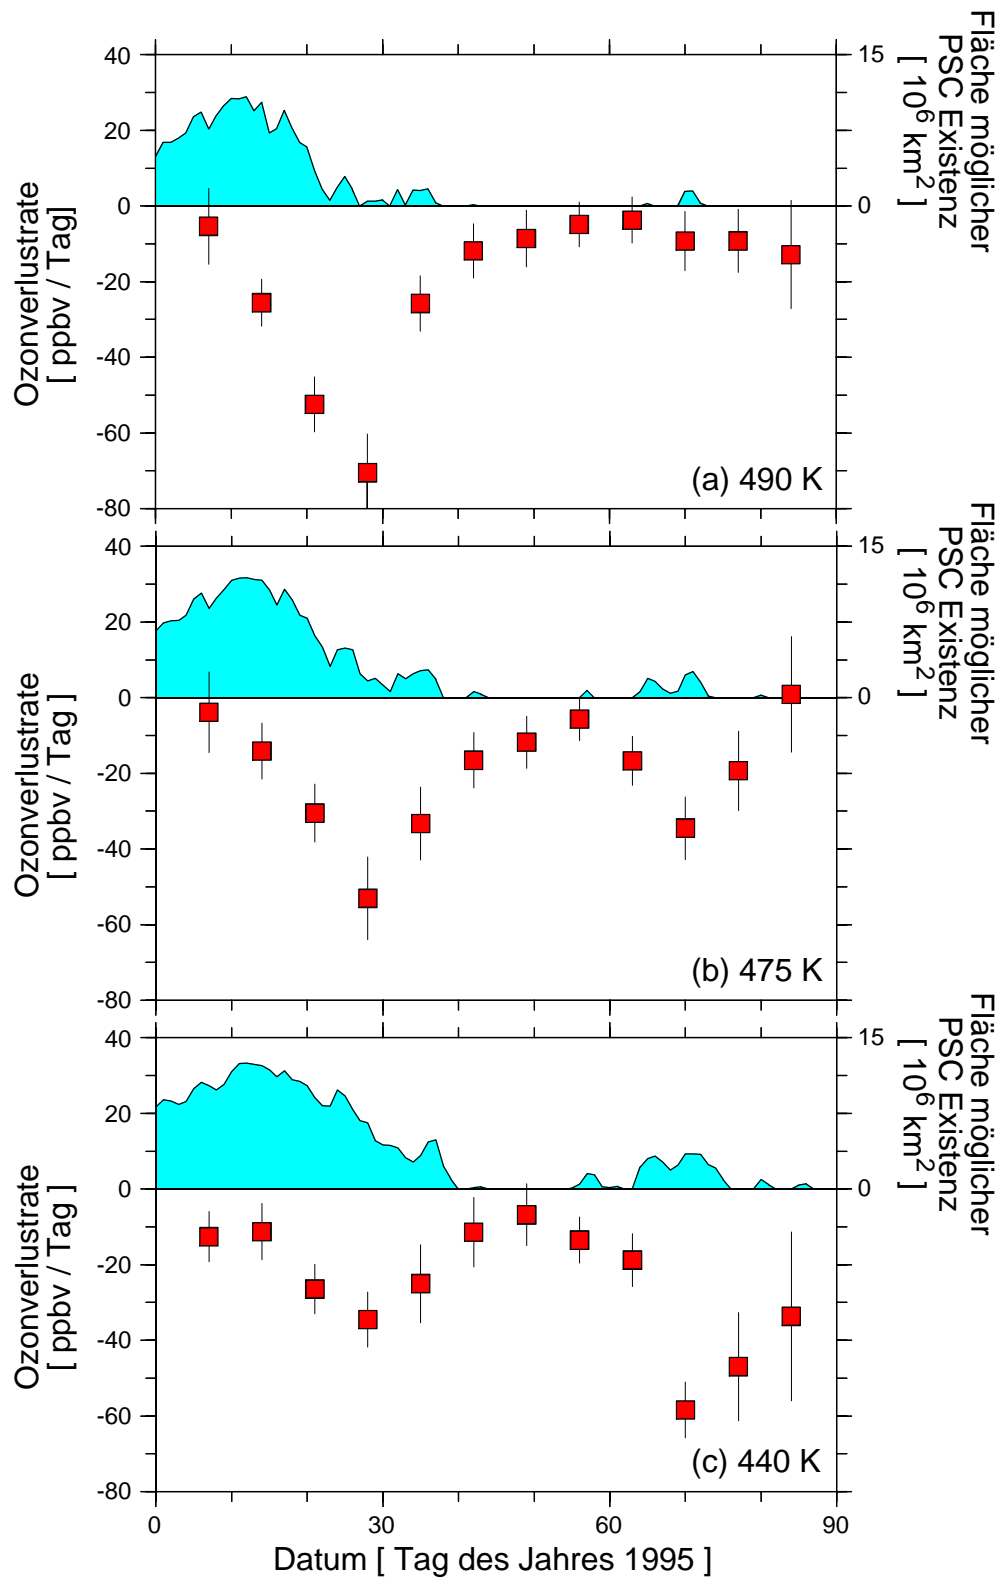 40
20
0
-20
-40
-60
-80
Ozonverlustrate
[ ppbv / Tag]
15
0
Fläche möglicher
PSC Existenz
[ 10⁶ km² ]
(a) 490 K
40
20
0
-20
-40
-60
-80
Ozonverlustrate
[ ppbv / Tag ]
15
0
Fläche möglicher
PSC Existenz
[ 10⁶ km² ]
(b) 475 K
40
20
0
-20
-40
-60
-80
Ozonverlustrate
[ ppbv / Tag ]
15
0
Fläche möglicher
PSC Existenz
[ 10⁶ km² ]
(c) 440 K
0 30 60 90
Datum [ Tag des Jahres 1995 ]